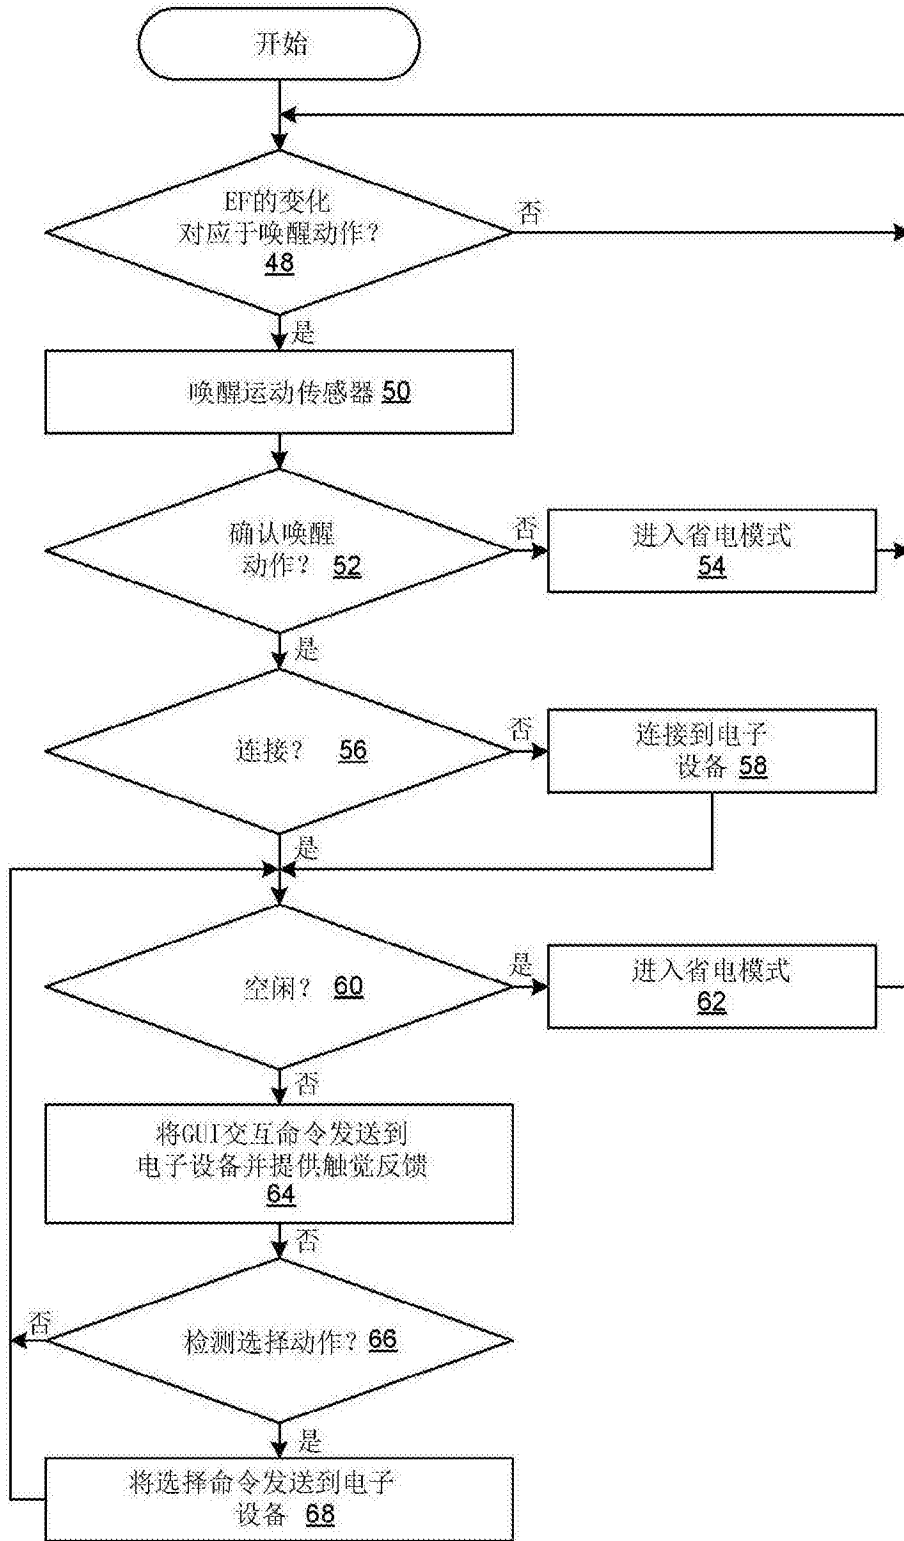 开始
EF的变化
对应于唤醒动作？
48
否
是
唤醒运动传感器 50
确认唤醒
动作？ 52
否
进入省电模式
54
是
连接？ 56
否
连接到电子
设备 58
是
空闲？ 60
是
进入省电模式
62
否
将GUI交互命令发送到
电子设备并提供触觉反馈
64
否
检测选择动作？66
否
是
将选择命令发送到电子
设备 68